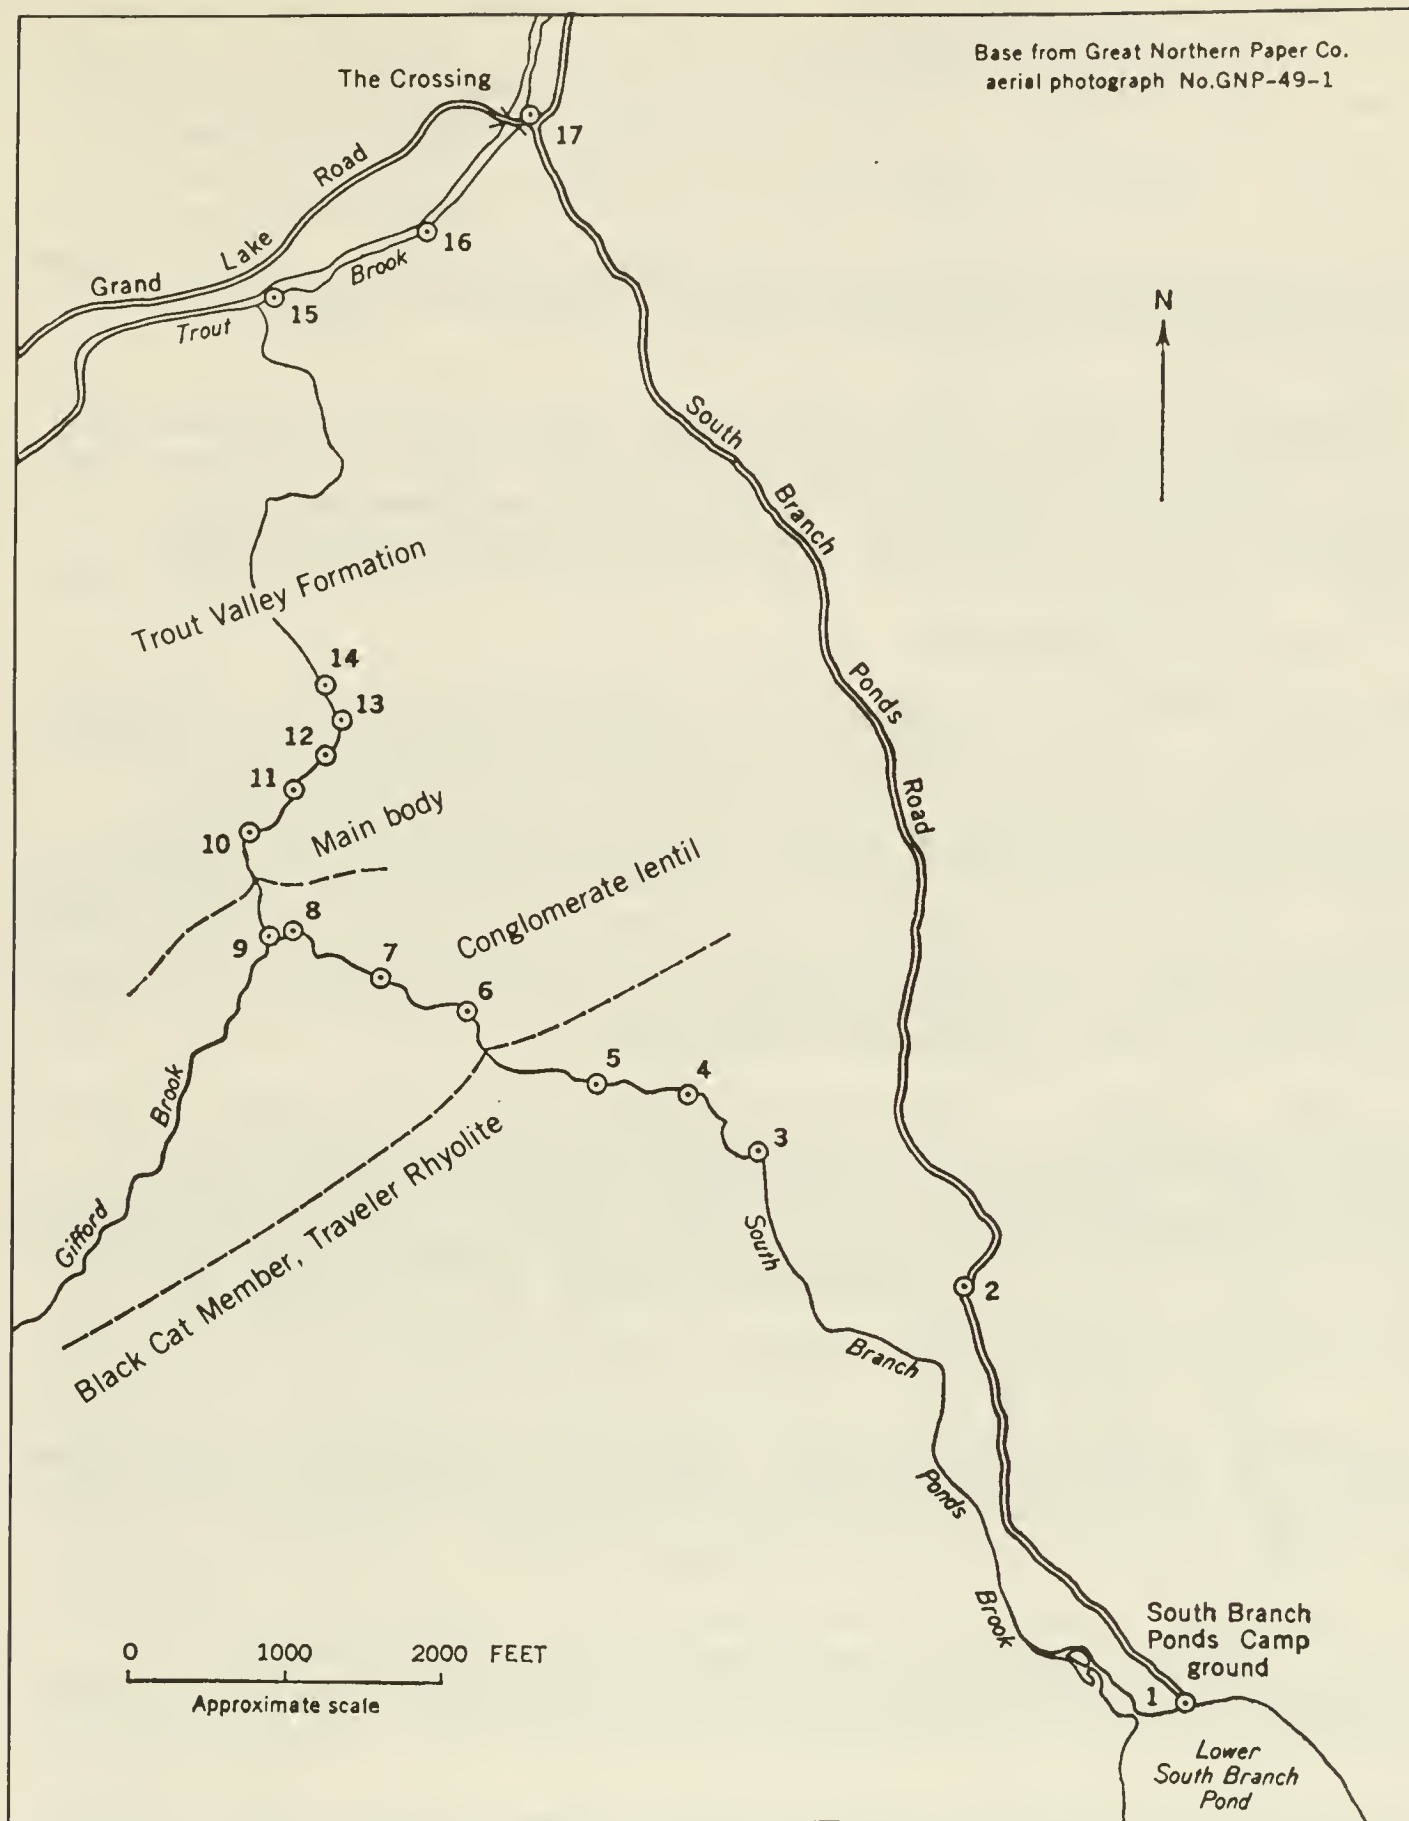 Base from Great Northern Paper Co.
aerial photograph No.GNP-49-1
The Crossing
17
Grand Lake Road
16
Trout Brook
15
N
South Branch Ponds Road
Trout Valley Formation
14
13
12
11
10
Main body
Conglomerate lentil
8
9
7
6
5
4
3
Gifford Brook
Black Cat Member, Traveler Rhyolite
2
South Branch Ponds Brook
South Branch
Ponds Camp
ground
1
0 1000 2000 FEET
Approximate scale
Lower
South Branch
Pond